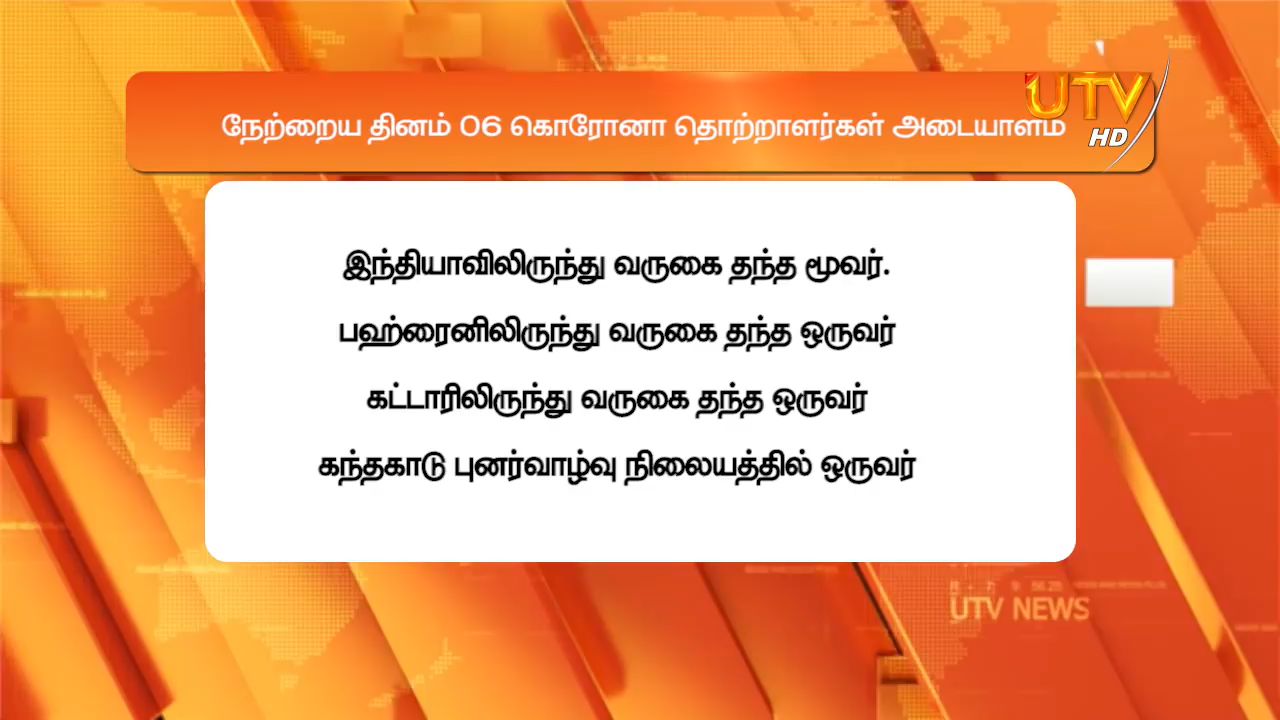 நேற்றைய தினம் 06 கொரோனா தொற்றாளர்கள் அடையாளம்
UTV
HD
இந்தியாவிலிருந்து வருகை தந்த மூவர்.
பஹ்ரைனிலிருந்து வருகை தந்த ஒருவர்
கட்டாரிலிருந்து வருகை தந்த ஒருவர்
கந்தகாடு புனர்வாழ்வு நிலையத்தில் ஒருவர்
UTV NEWS